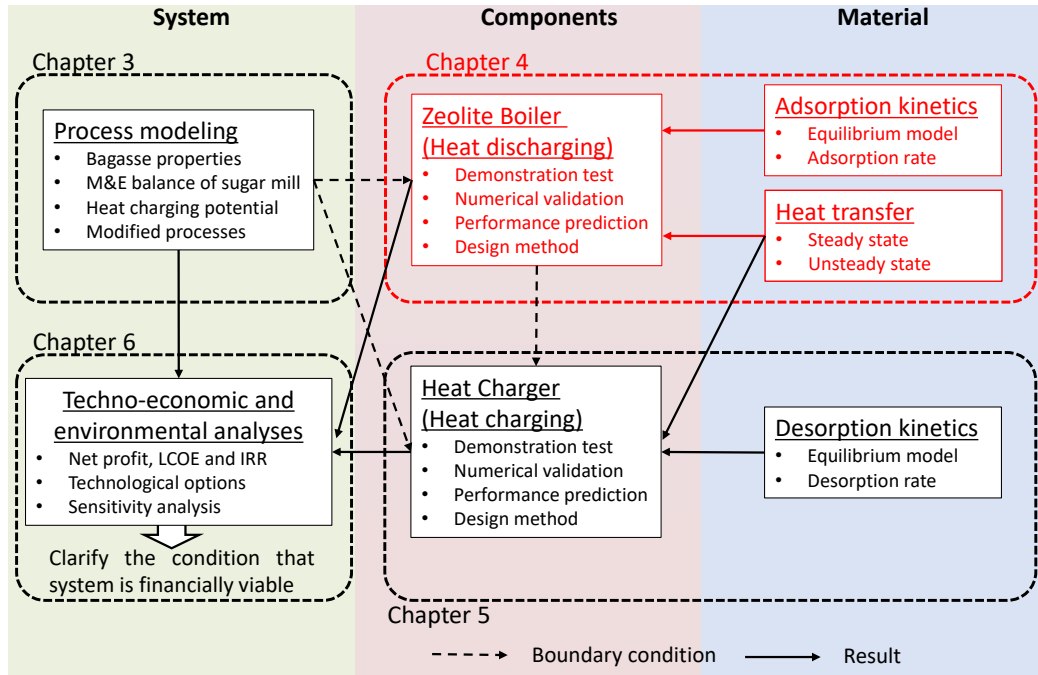 System
Components
Material
Chapter 3
Process modeling
• Bagasse properties
• M&E balance of sugar mill
• Heat charging potential
• Modified processes
Chapter 4
Zeolite Boiler
(Heat discharging)
• Demonstration test
• Numerical validation
• Performance prediction
• Design method
Adsorption kinetics
• Equilibrium model
• Adsorption rate
Heat transfer
• Steady state
• Unsteady state
Chapter 6
Techno-economic and
environmental analyses
• Net profit, LCOE and IRR
• Technological options
• Sensitivity analysis
Clarify the condition that
system is financially viable
Heat Charger
(Heat charging)
• Demonstration test
• Numerical validation
• Performance prediction
• Design method
Desorption kinetics
• Equilibrium model
• Desorption rate
Chapter 5
Boundary condition
Result